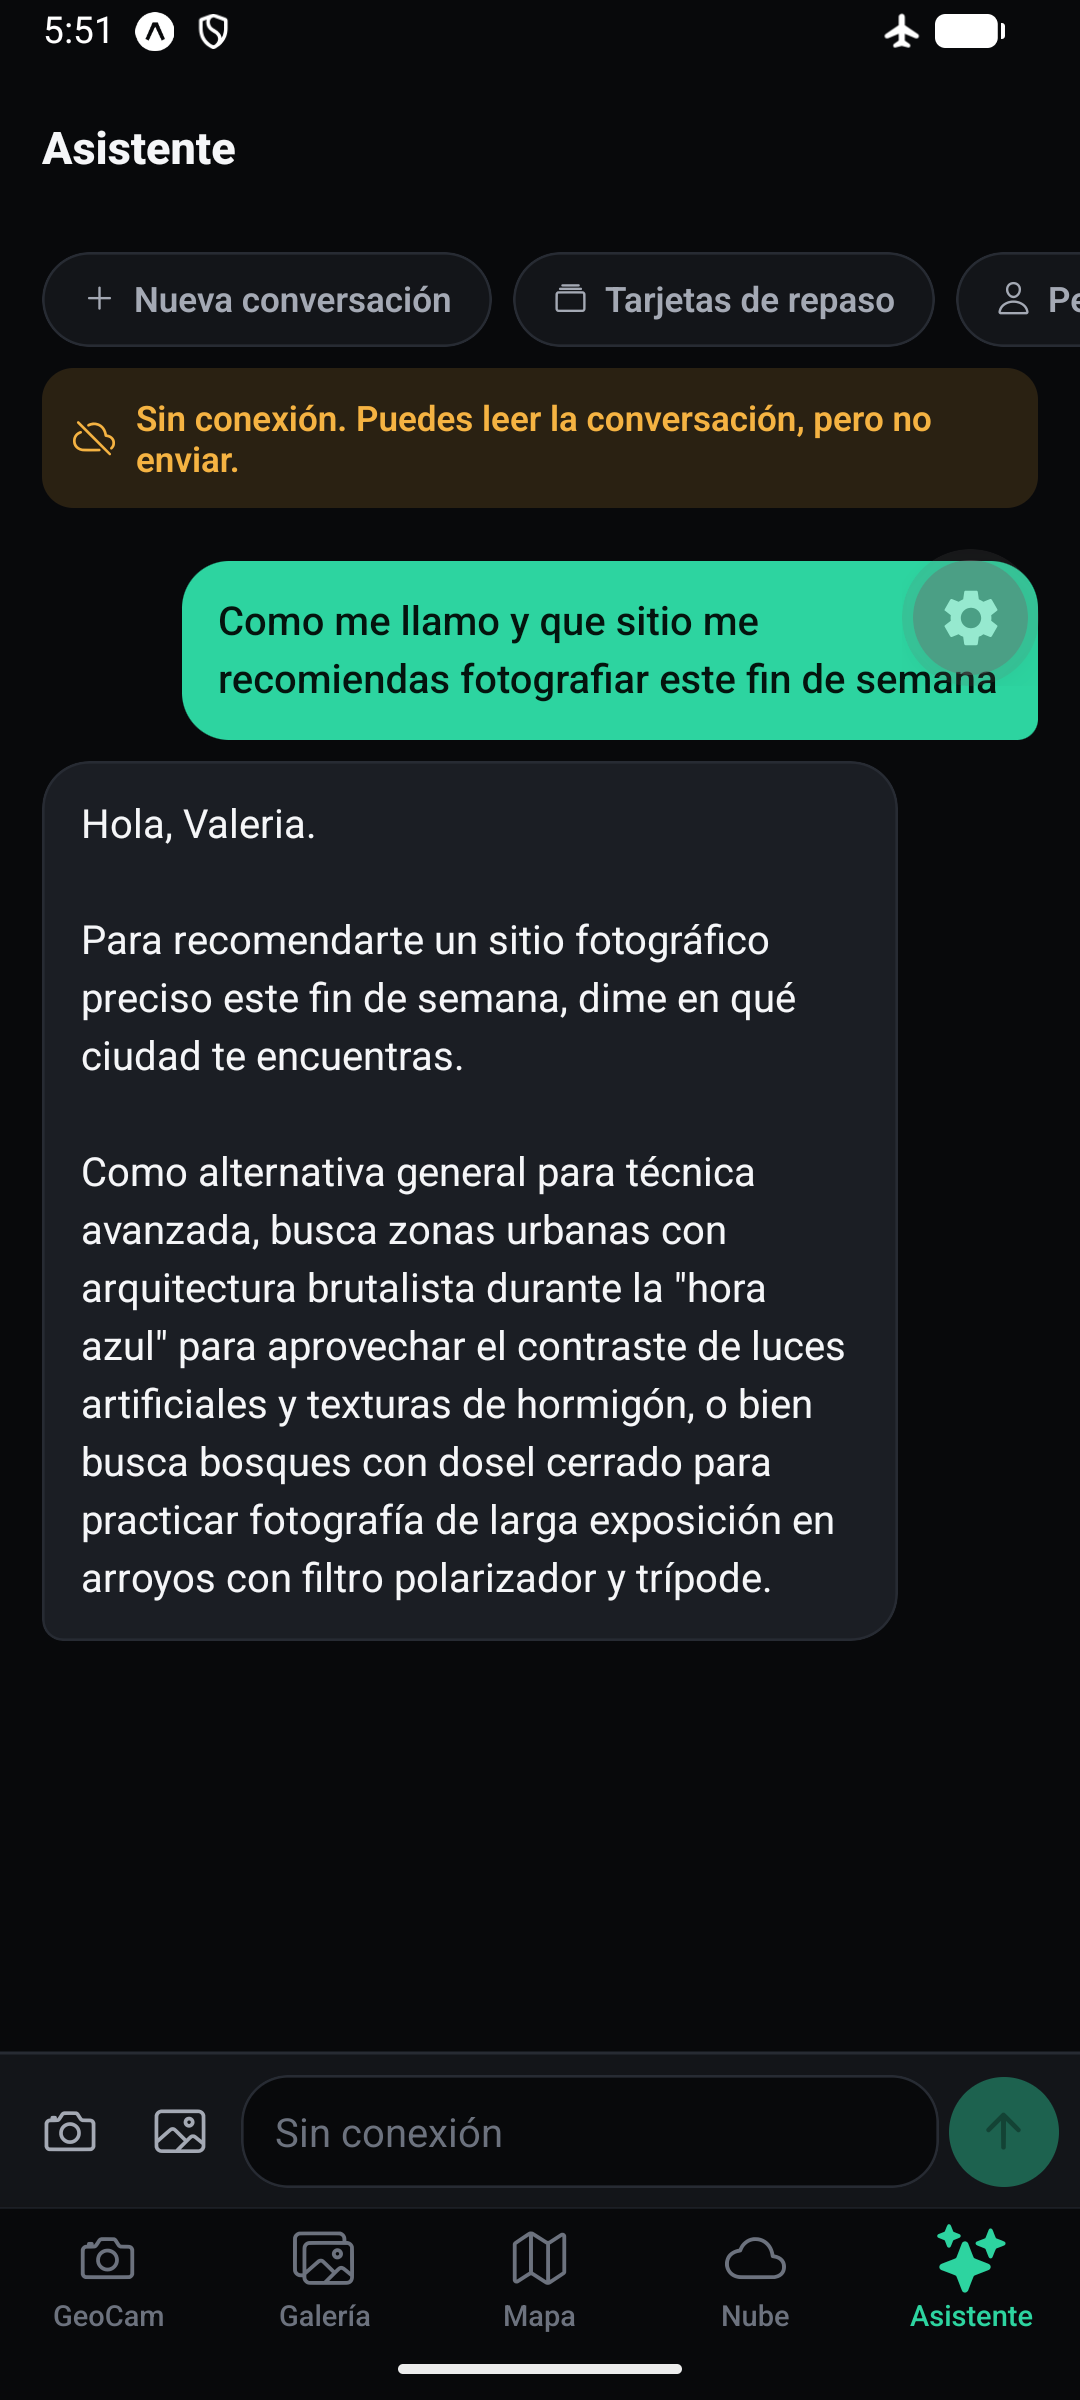 5:51
Asistente
Nueva conversación
Tarjetas de repaso
Pe
Sin conexión. Puedes leer la conversación, pero no
enviar.
Como me llamo y que sitio me
recomiendas fotografiar este fin de semana
Hola, Valeria.
Para recomendarte un sitio fotográfico
preciso este fin de semana, dime en qué
ciudad te encuentras.
Como alternativa general para técnica
avanzada, busca zonas urbanas con
arquitectura brutalista durante la "hora
azul" para aprovechar el contraste de luces
artificiales y texturas de hormigón, o bien
busca bosques con dosel cerrado para
practicar fotografía de larga exposición en
arroyos con filtro polarizador y trípode.
Sin conexión
GeoCam
Galería
Mapa
Nube
Asistente